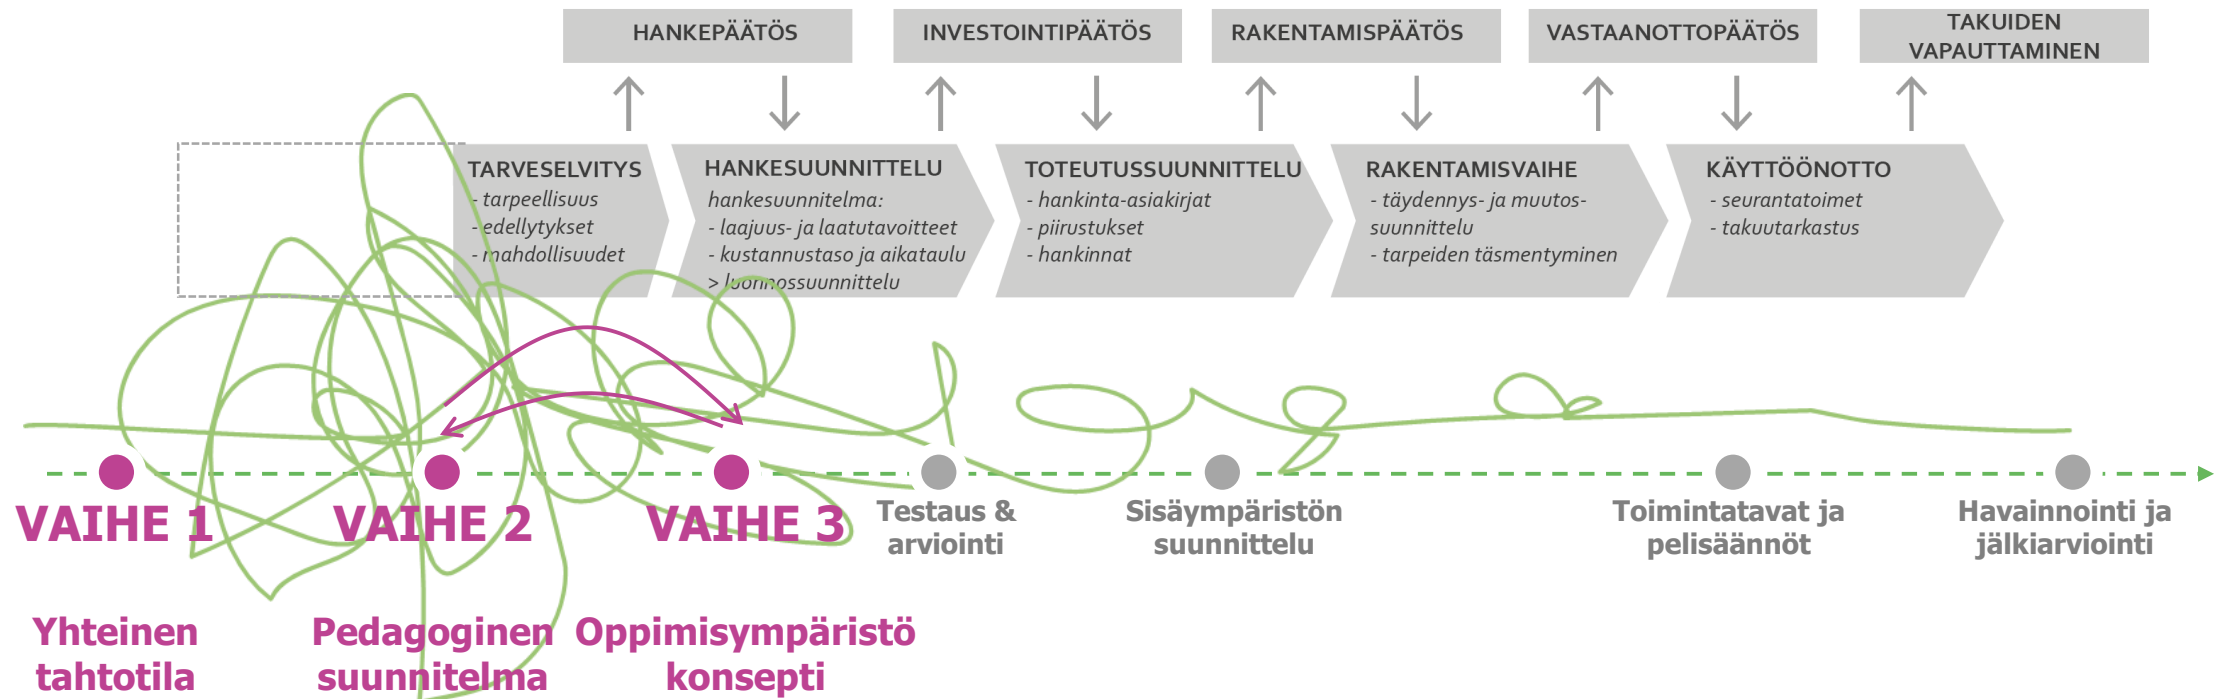 HANKEPÄÄTÖS
INVESTOINTIPÄÄTÖS
RAKENTAMISPÄÄTÖS
VASTAANOTTOPÄÄTÖS
TAKUIDEN
VAPAUTTAMINEN
TARVESELVITYS
- tarpeellisuus
- edellytykset
- mahdollisuudet
HANKESUUNNITTELU
hankesuunnitelma:
- laajuus- ja laatutavoitteet
- kustannustaso ja aikataulu
> luonnossuunnittelu
TOTEUTUSSUUNNITTELU
- hankinta-asiakirjat
- piirustukset
- hankinnat
RAKENTAMISVAIHE
- täydennys- ja muutos-
suunnittelu
- tarpeiden täsmentyminen
KÄYTTÖÖNOTTO
- seurantatoimet
- takuutarkastus
VAIHE 1
VAIHE 2
VAIHE 3
Testaus &
arviointi
Sisäympäristön
suunnittelu
Toimintatavat ja
pelisäännöt
Havainnointi ja
jälkiarviointi
Yhteinen
tahtotila
Pedagoginen
suunnitelma
Oppimisympäristö
konsepti